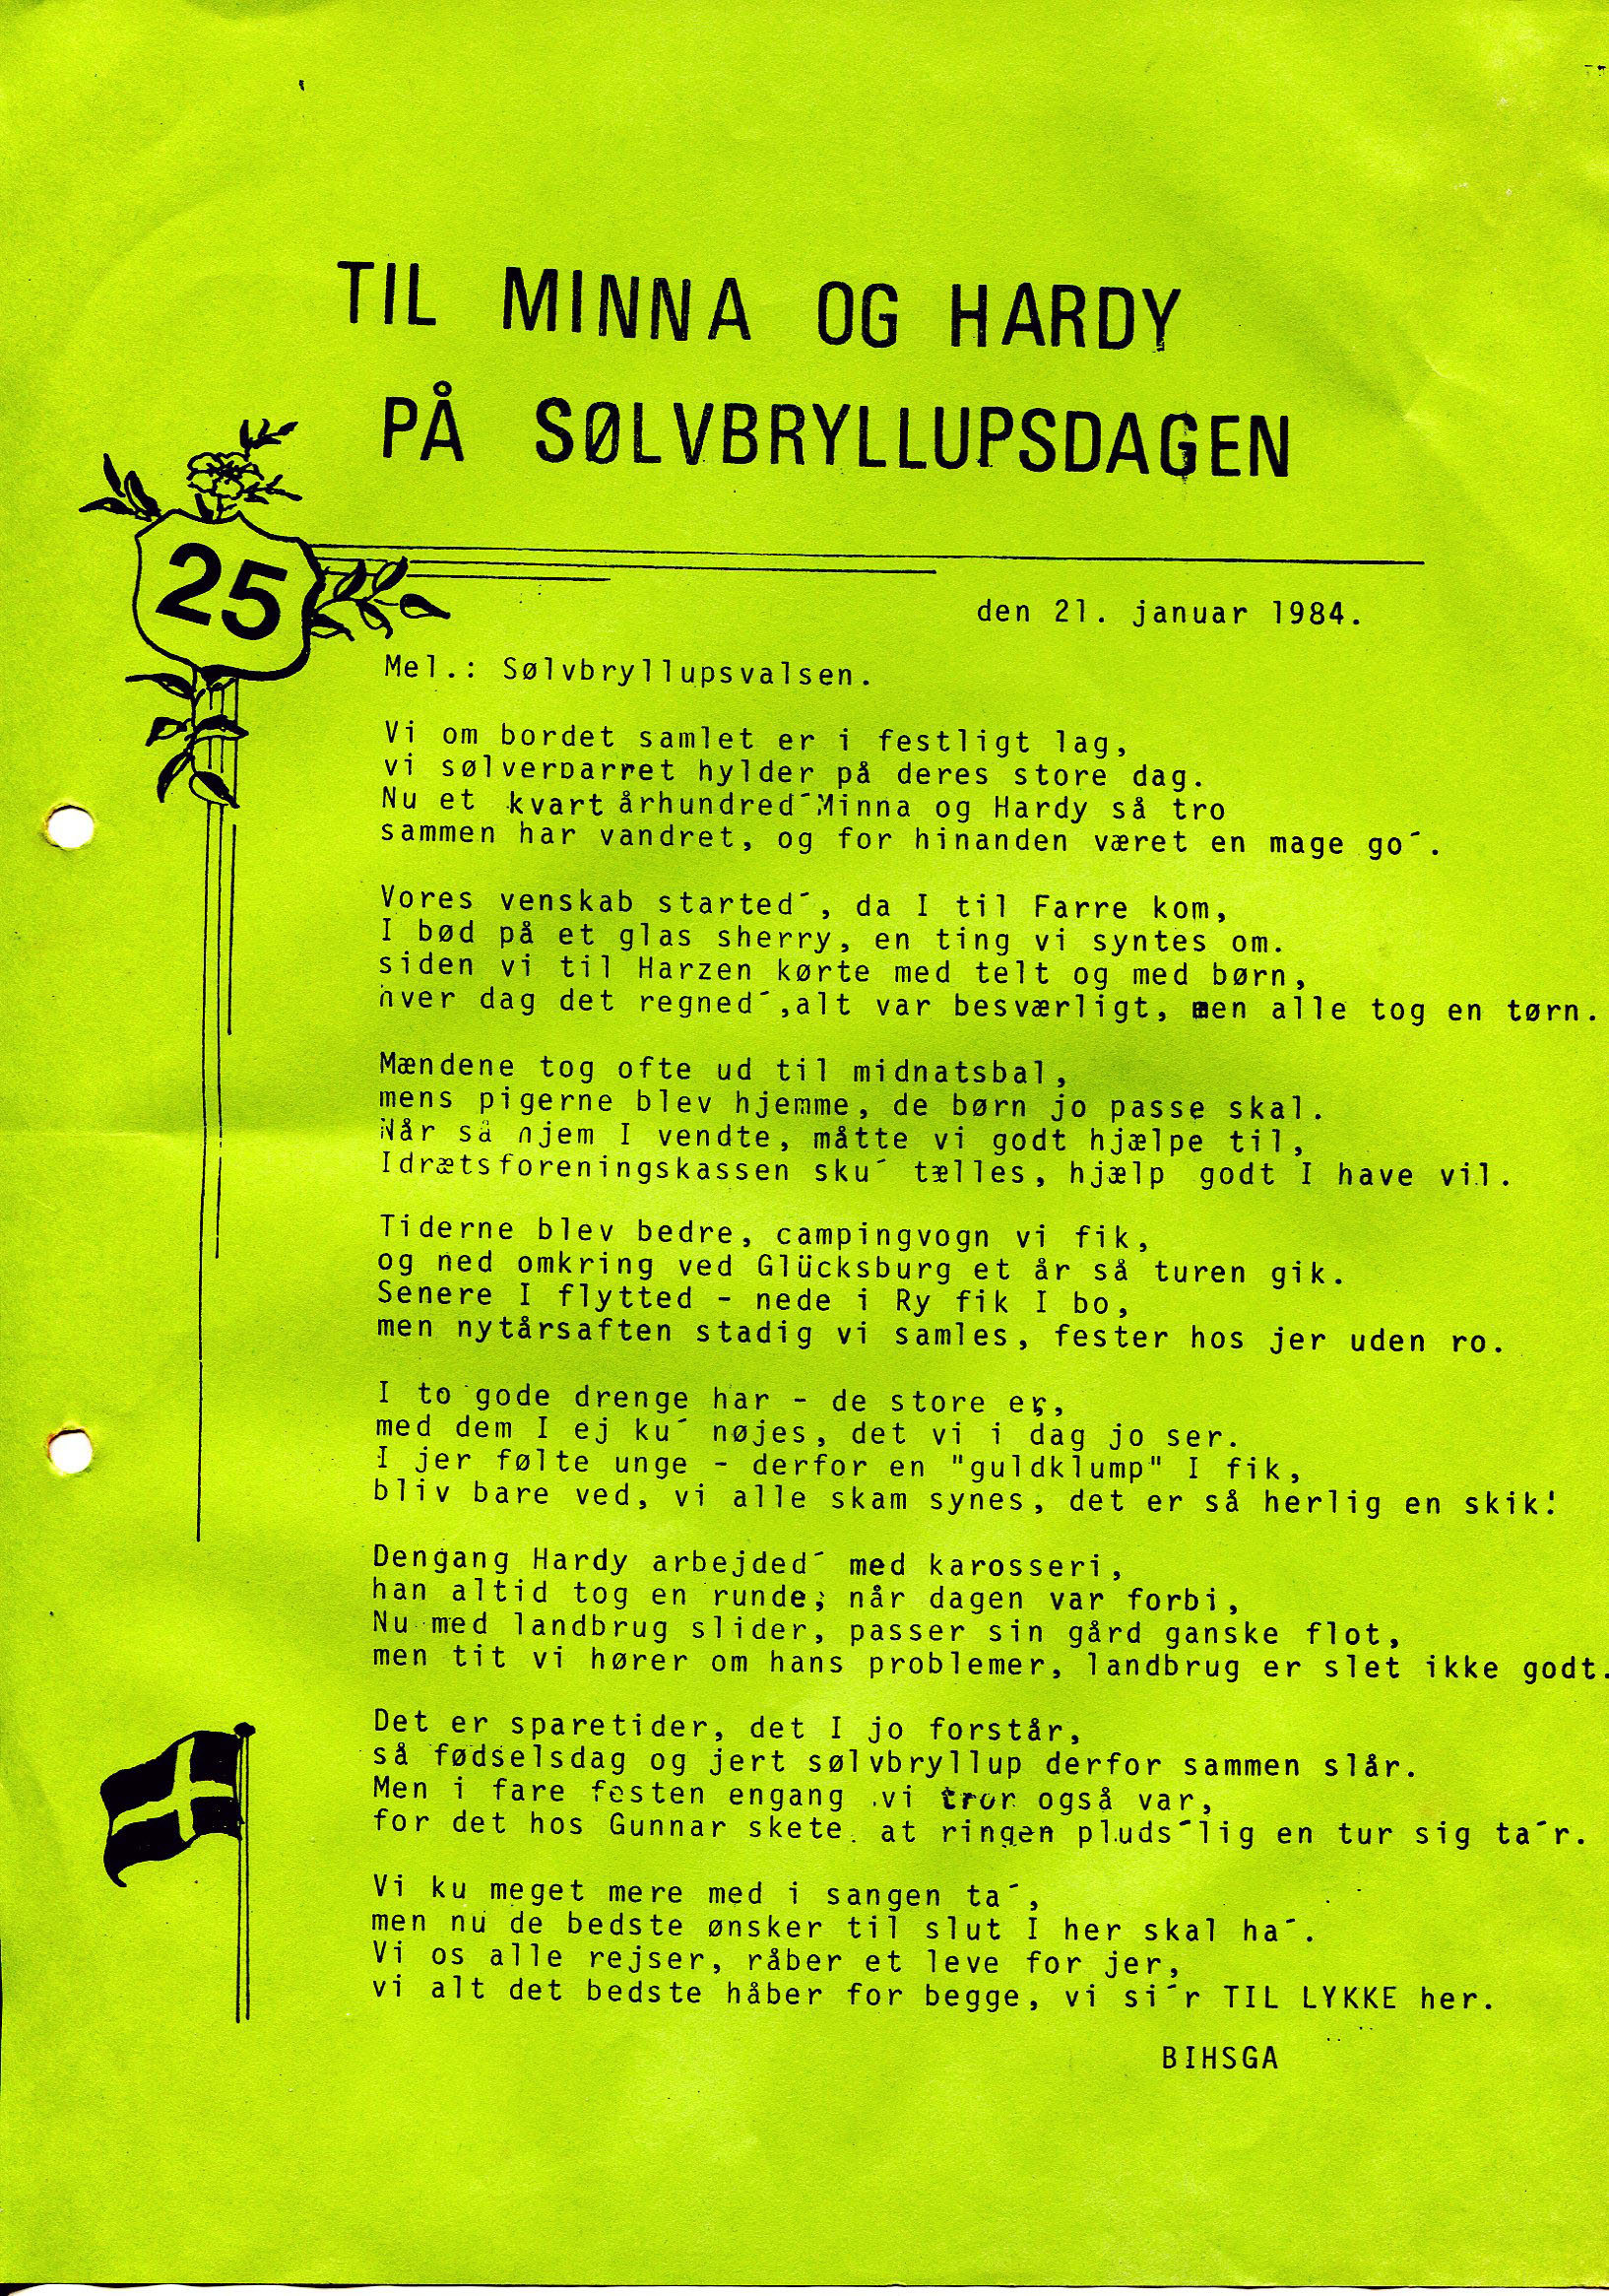 TIL MINNA OG HARDY
PÅ SØLVBRYLLUPSDAGEN
25
den 21. januar 1984.
Mel.: Sølvbryllupsvalsen.
Vi om bordet samlet er i festligt lag,
vi sølverparret hylder på deres store dag.
Nu et kvart århundred´Minna og Hardy så tro
sammen har vandret, og for hinanden været en mage go´.
Vores venskab started´, da I til Farre kom,
I bød på et glas sherry, en ting vi syntes om.
siden vi til Harzen kørte med telt og med børn,
hver dag det regned´,alt var besværligt, men alle tog en tørn.
Mændene tog ofte ud til midnatsbal,
mens pigerne blev hjemme, de børn jo passe skal.
Når så hjem I vendte, måtte vi godt hjælpe til,
Idrætsforeningskassen sku´ tælles, hjælp godt I have vil.
Tiderne blev bedre, campingvogn vi fik,
og ned omkring ved Glücksburg et år så turen gik.
Senere I flytted - nede i Ry fik I bo,
men nytårsaften stadig vi samles, fester hos jer uden ro.
I to gode drenge har - de store er,
med dem I ej ku´ nøjes, det vi i dag jo ser.
I jer følte unge - derfor en "guldklump" I fik,
bliv bare ved, vi alle skam synes, det er så herlig en skik!
Dengang Hardy arbejded´ med karosseri,
han altid tog en runde, når dagen var forbi,
Nu med landbrug slider, passer sin gård ganske flot,
men tit vi hører om hans problemer, landbrug er slet ikke godt.
Det er sparetider, det I jo forstår,
så fødselsdag og jert sølvbryllup derfor sammen slår.
Men i fare festen engang vi tror også var,
for det hos Gunnar skete. at ringen pluds´lig en tur sig ta´r.
Vi ku meget mere med i sangen ta´,
men nu de bedste ønsker til slut I her skal ha´.
Vi os alle rejser, råber et leve for jer,
vi alt det bedste håber for begge, vi si´r TIL LYKKE her.
BIHSGA